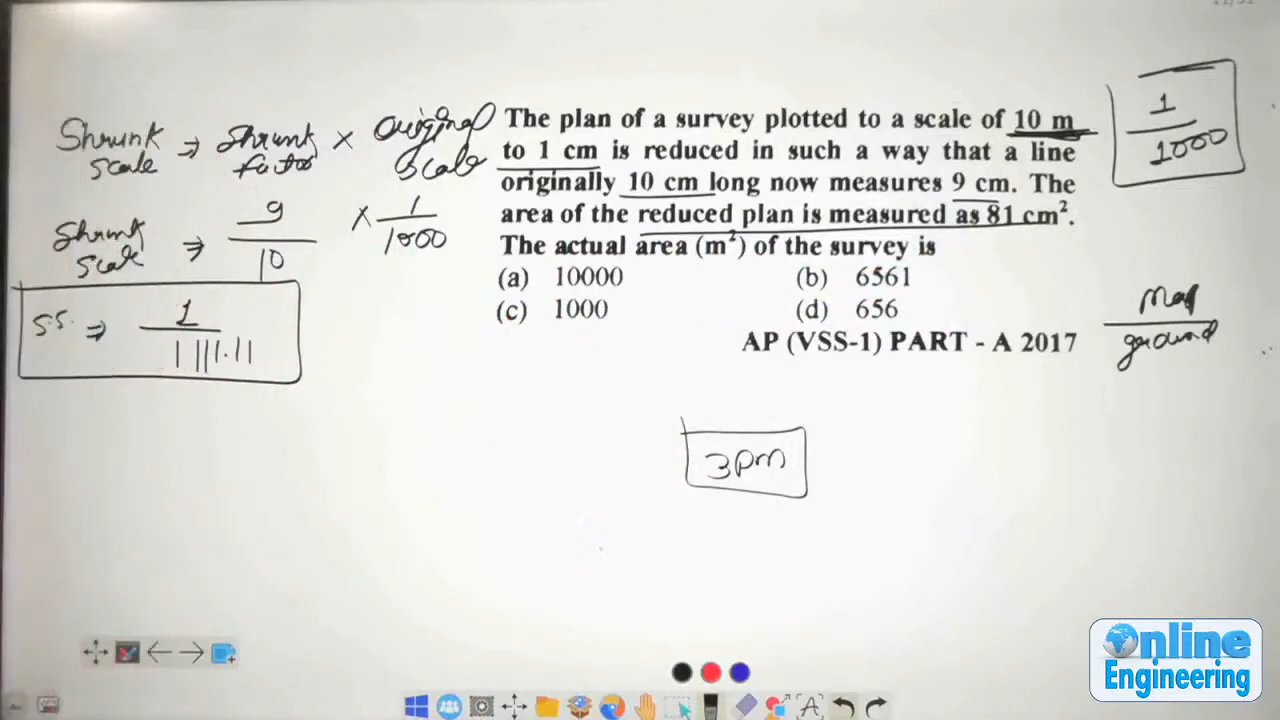 Shrunk scale ⇒ Shrunk factor × Original scale
Shrunk scale ⇒ 9/10 × 1/1000
S.S. ⇒ 1/1111.11
The plan of a survey plotted to a scale of 10 m
to 1 cm is reduced in such a way that a line
originally 10 cm long now measures 9 cm. The
area of the reduced plan is measured as 81 cm².
The actual area (m²) of the survey is
(a) 10000 (b) 6561
(c) 1000 (d) 656
AP (VSS-1) PART - A 2017
1/1000
Map/ground
3pm
Online
Engineering